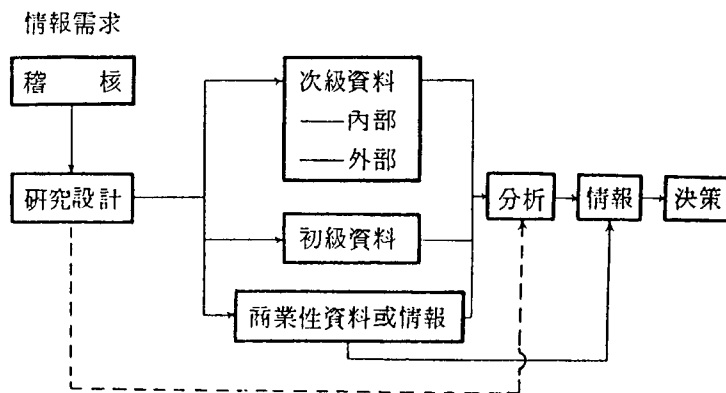 情報需求
稽 核
研究設計
次級資料
——內部
——外部
初級資料
商業性資料或情報
分析
情報
決策